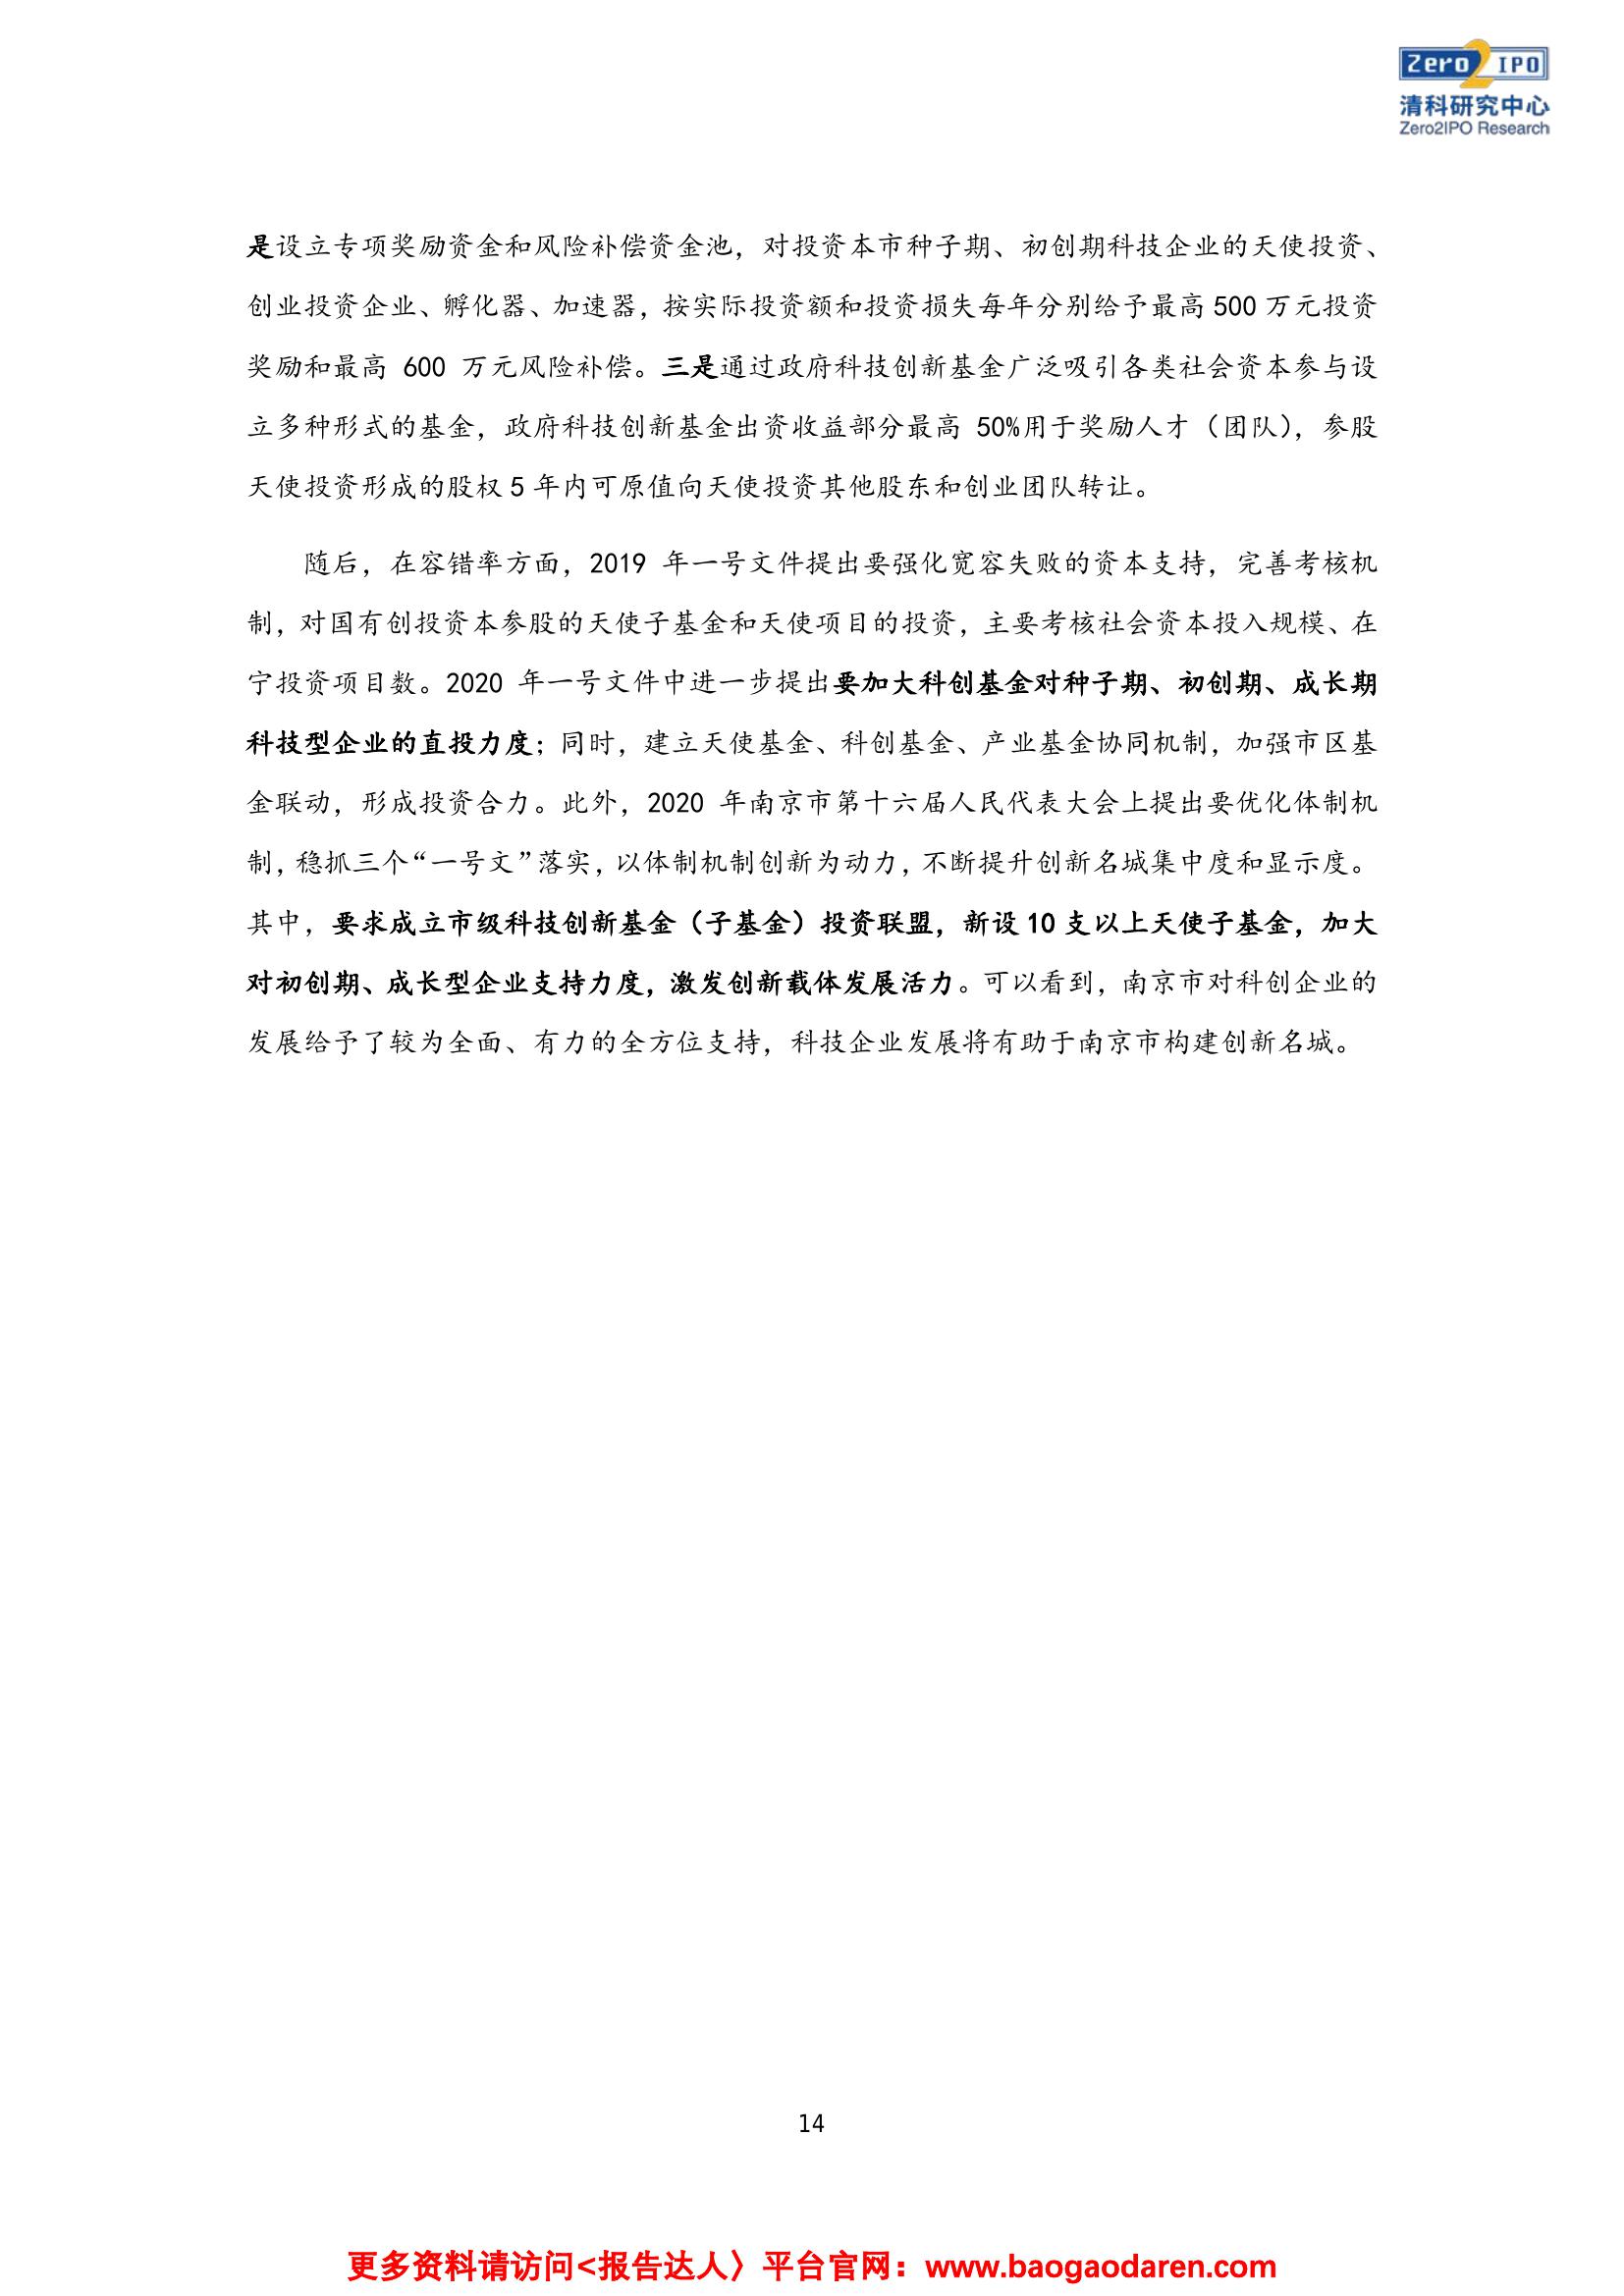 Zero2IPO
清科研究中心
Zero2IPO Research
是设立专项奖励资金和风险补偿资金池，对投资本市种子期、初创期科技企业的天使投资、
创业投资企业、孵化器、加速器，按实际投资额和投资损失每年分别给予最高 500 万元投资
奖励和最高 600 万元风险补偿。三是通过政府科技创新基金广泛吸引各类社会资本参与设
立多种形式的基金，政府科技创新基金出资收益部分最高 50%用于奖励人才（团队），参股
天使投资形成的股权 5 年内可原值向天使投资其他股东和创业团队转让。
随后，在容错率方面，2019 年一号文件提出要强化宽容失败的资本支持，完善考核机
制，对国有创投资本参股的天使子基金和天使项目的投资，主要考核社会资本投入规模、在
宁投资项目数。2020 年一号文件中进一步提出要加大科创基金对种子期、初创期、成长期
科技型企业的直投力度；同时，建立天使基金、科创基金、产业基金协同机制，加强市区基
金联动，形成投资合力。此外，2020 年南京市第十六届人民代表大会上提出要优化体制机
制，稳抓三个“一号文”落实，以体制机制创新为动力，不断提升创新名城集中度和显示度。
其中，要求成立市级科技创新基金（子基金）投资联盟，新设 10 支以上天使子基金，加大
对初创期、成长型企业支持力度，激发创新载体发展活力。可以看到，南京市对科创企业的
发展给予了较为全面、有力的全方位支持，科技企业发展将有助于南京市构建创新名城。
14
更多资料请访问<报告达人〉平台官网：www.baogaodaren.com